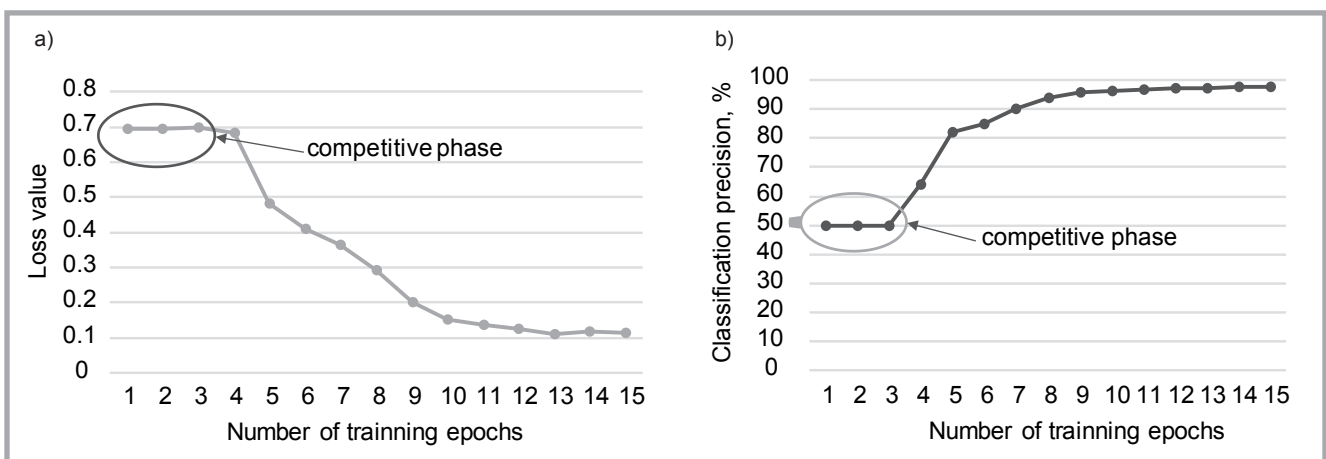 a)
Loss value
0.8
0.7
0.6
0.5
0.4
0.3
0.2
0.1
0
competitive phase
1 2 3 4 5 6 7 8 9 10 11 12 13 14 15
Number of trainning epochs
b)
Classification precision, %
100
90
80
70
60
50
40
30
20
10
0
competitive phase
1 2 3 4 5 6 7 8 9 10 11 12 13 14 15
Number of trainning epochs